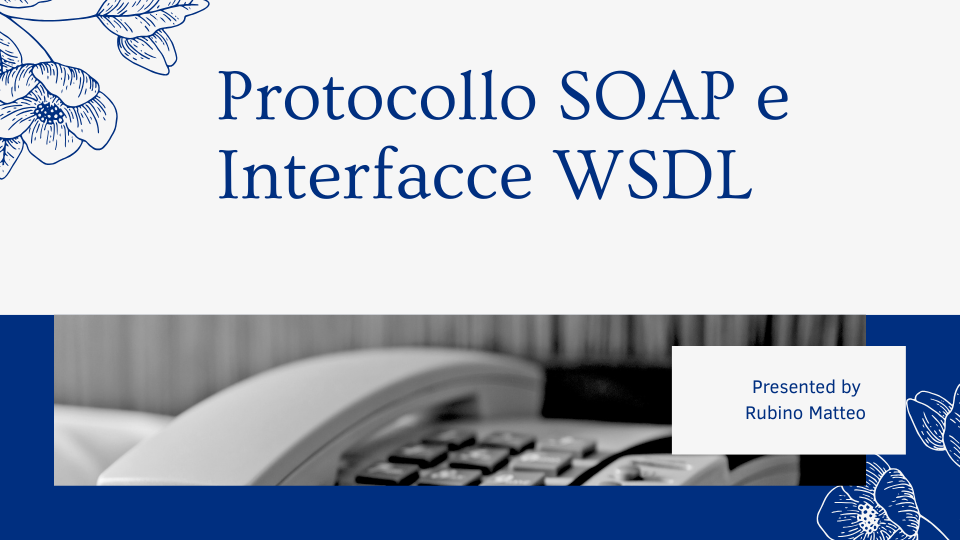 Protocollo SOAP e
Interfacce WSDL
Presented by
Rubino Matteo